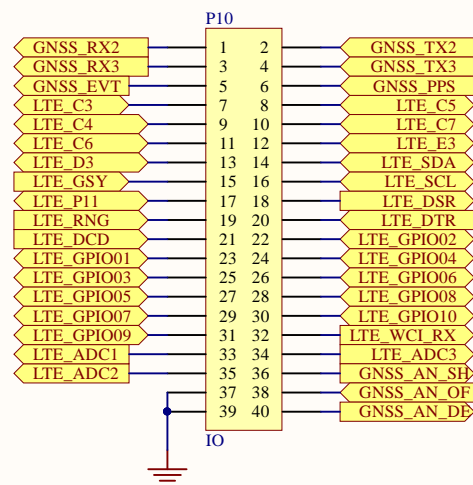 P10
GNSS_RX2 1 2 GNSS_TX2
GNSS_RX3 3 4 GNSS_TX3
GNSS_EVT 5 6 GNSS_PPS
LTE_C3 7 8 LTE_C5
LTE_C4 9 10 LTE_C7
LTE_C6 11 12 LTE_E3
LTE_D3 13 14 LTE_SDA
LTE_GSY 15 16 LTE_SCL
LTE_P11 17 18 LTE_DSR
LTE_RNG 19 20 LTE_DTR
LTE_DCD 21 22 LTE_GPIO02
LTE_GPIO01 23 24 LTE_GPIO04
LTE_GPIO03 25 26 LTE_GPIO06
LTE_GPIO05 27 28 LTE_GPIO08
LTE_GPIO07 29 30 LTE_GPIO10
LTE_GPIO09 31 32 LTE_WCI_RX
LTE_ADC1 33 34 LTE_ADC3
LTE_ADC2 35 36 GNSS_AN_SH
37 38 GNSS_AN_OF
39 40 GNSS_AN_DE
IO